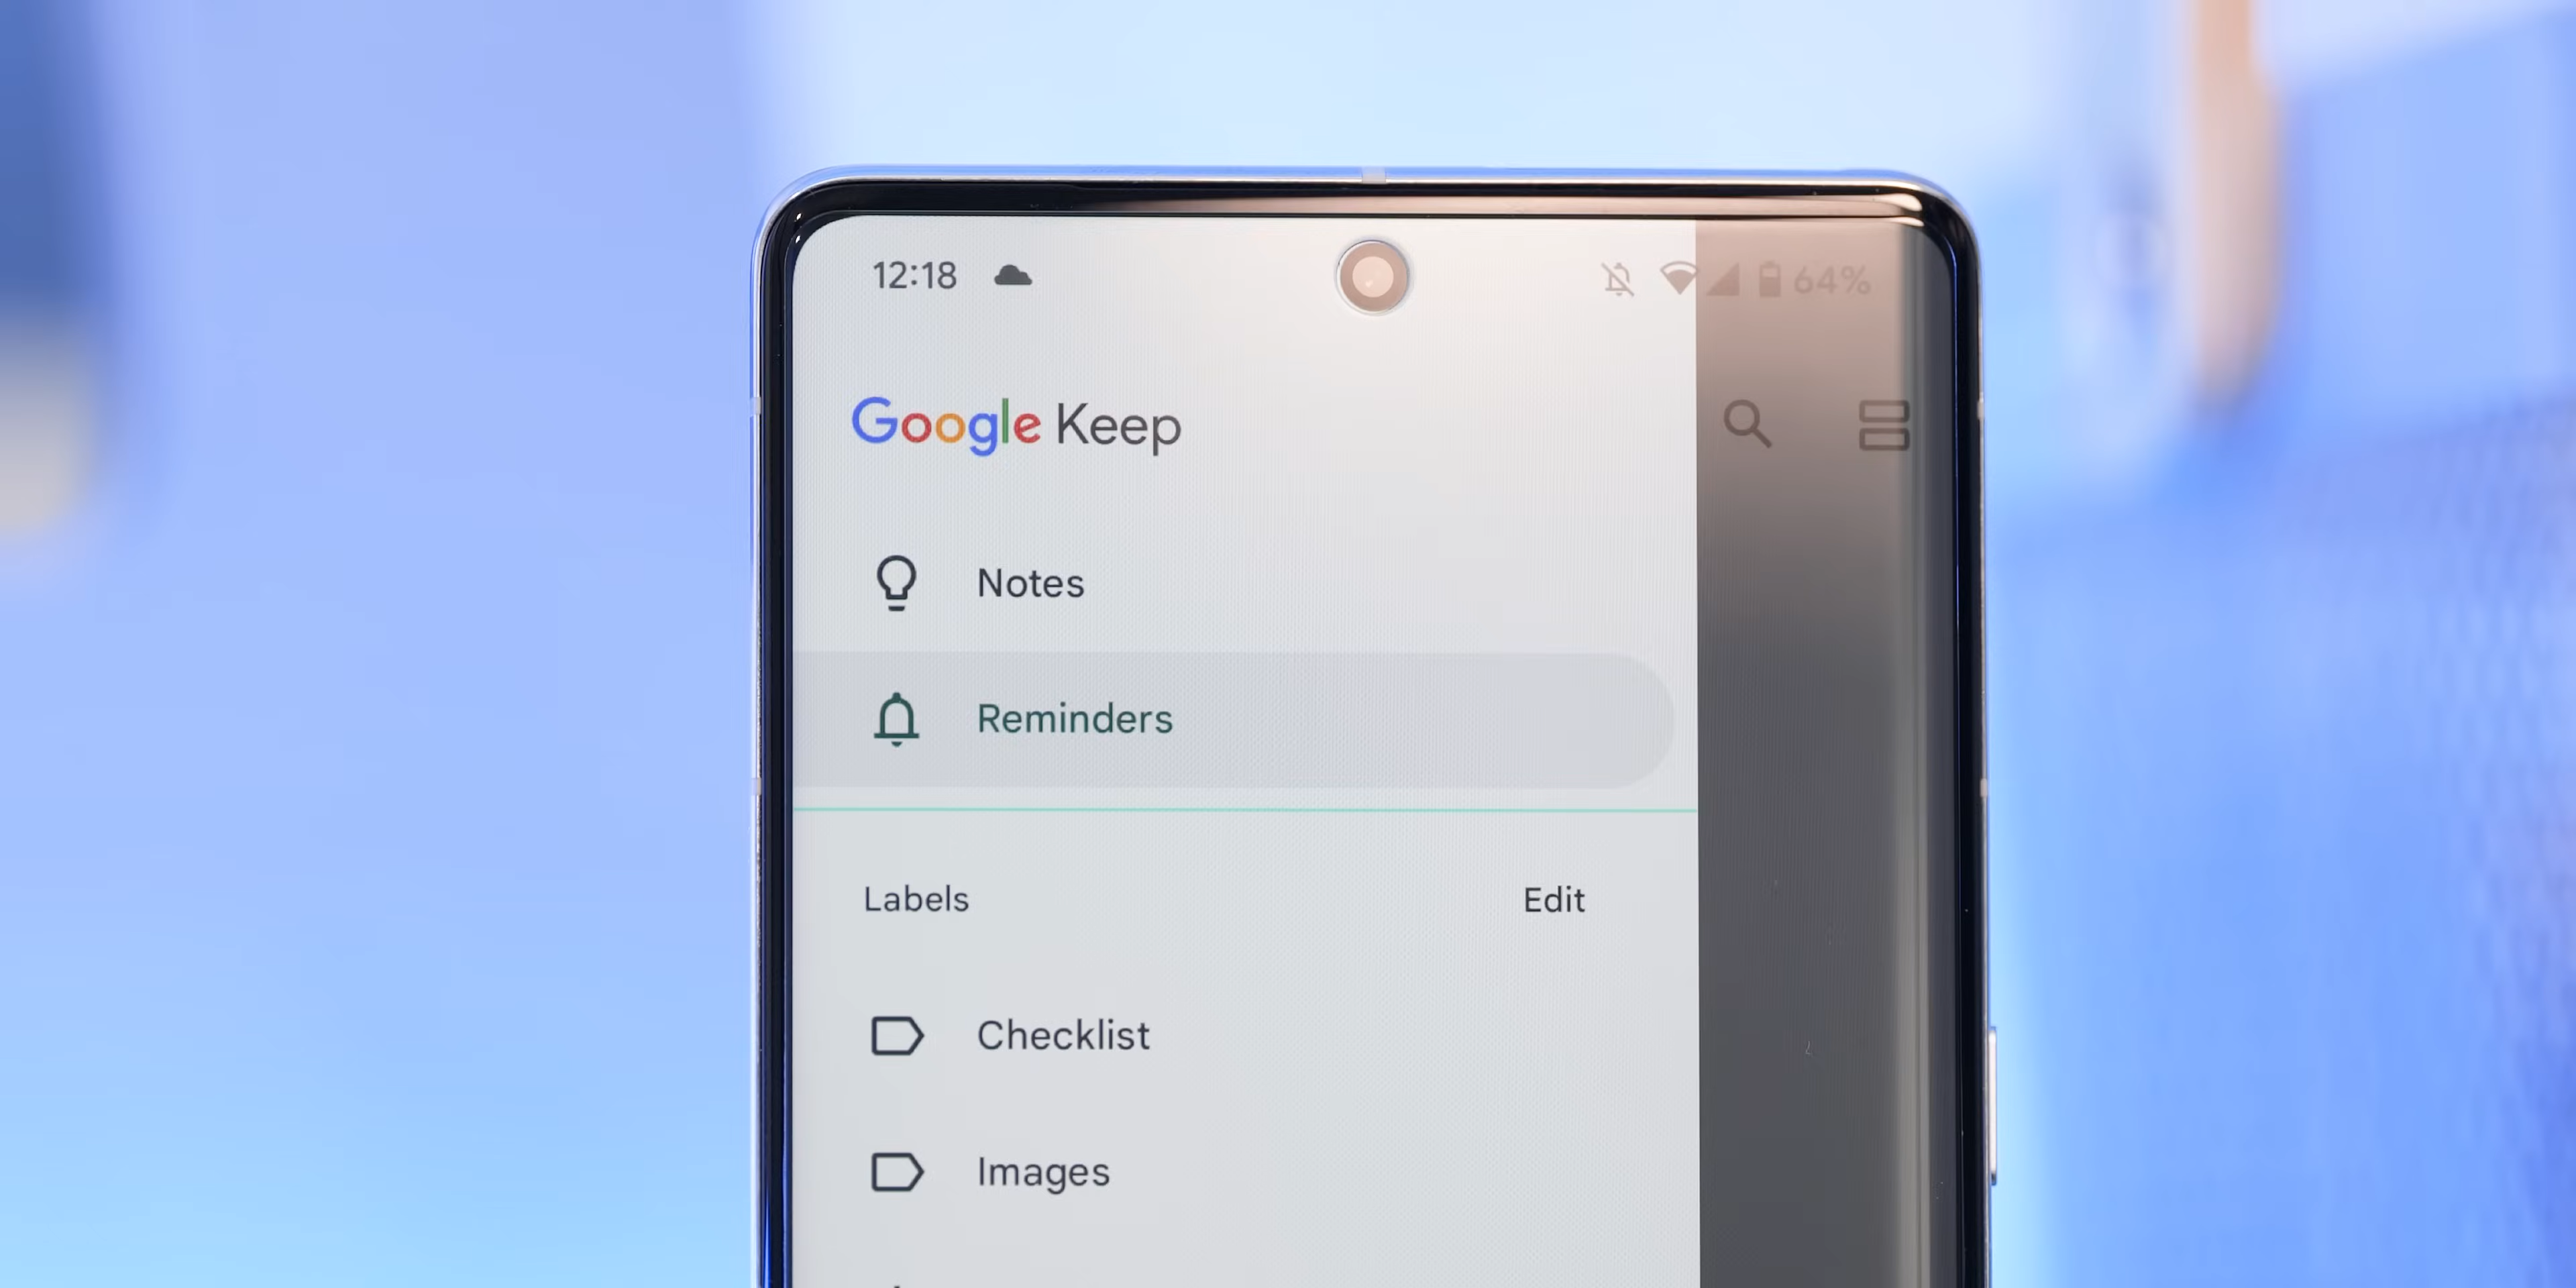 12:18 64%
Google Keep
Notes
Reminders
Labels Edit
Checklist
Images